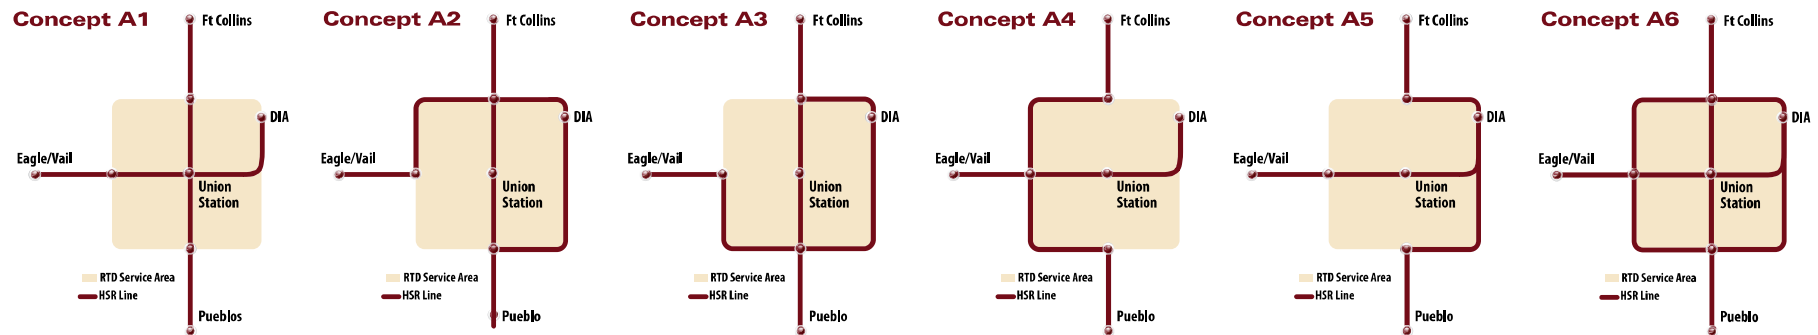 Concept A1
Ft Collins
DIA
Eagle/Vail
Union
Station
RTD Service Area
HSR Line
Pueblos
Concept A2
Ft Collins
DIA
Eagle/Vail
Union
Station
RTD Service Area
HSR Line
Pueblo
Concept A3
Ft Collins
DIA
Eagle/Vail
Union
Station
RTD Service Area
HSR Line
Pueblo
Concept A4
Ft Collins
DIA
Eagle/Vail
Union
Station
RTD Service Area
HSR Line
Pueblo
Concept A5
Ft Collins
DIA
Eagle/Vail
Union
Station
RTD Service Area
HSR Line
Pueblo
Concept A6
Ft Collins
DIA
Eagle/Vail
Union
Station
RTD Service Area
HSR Line
Pueblo